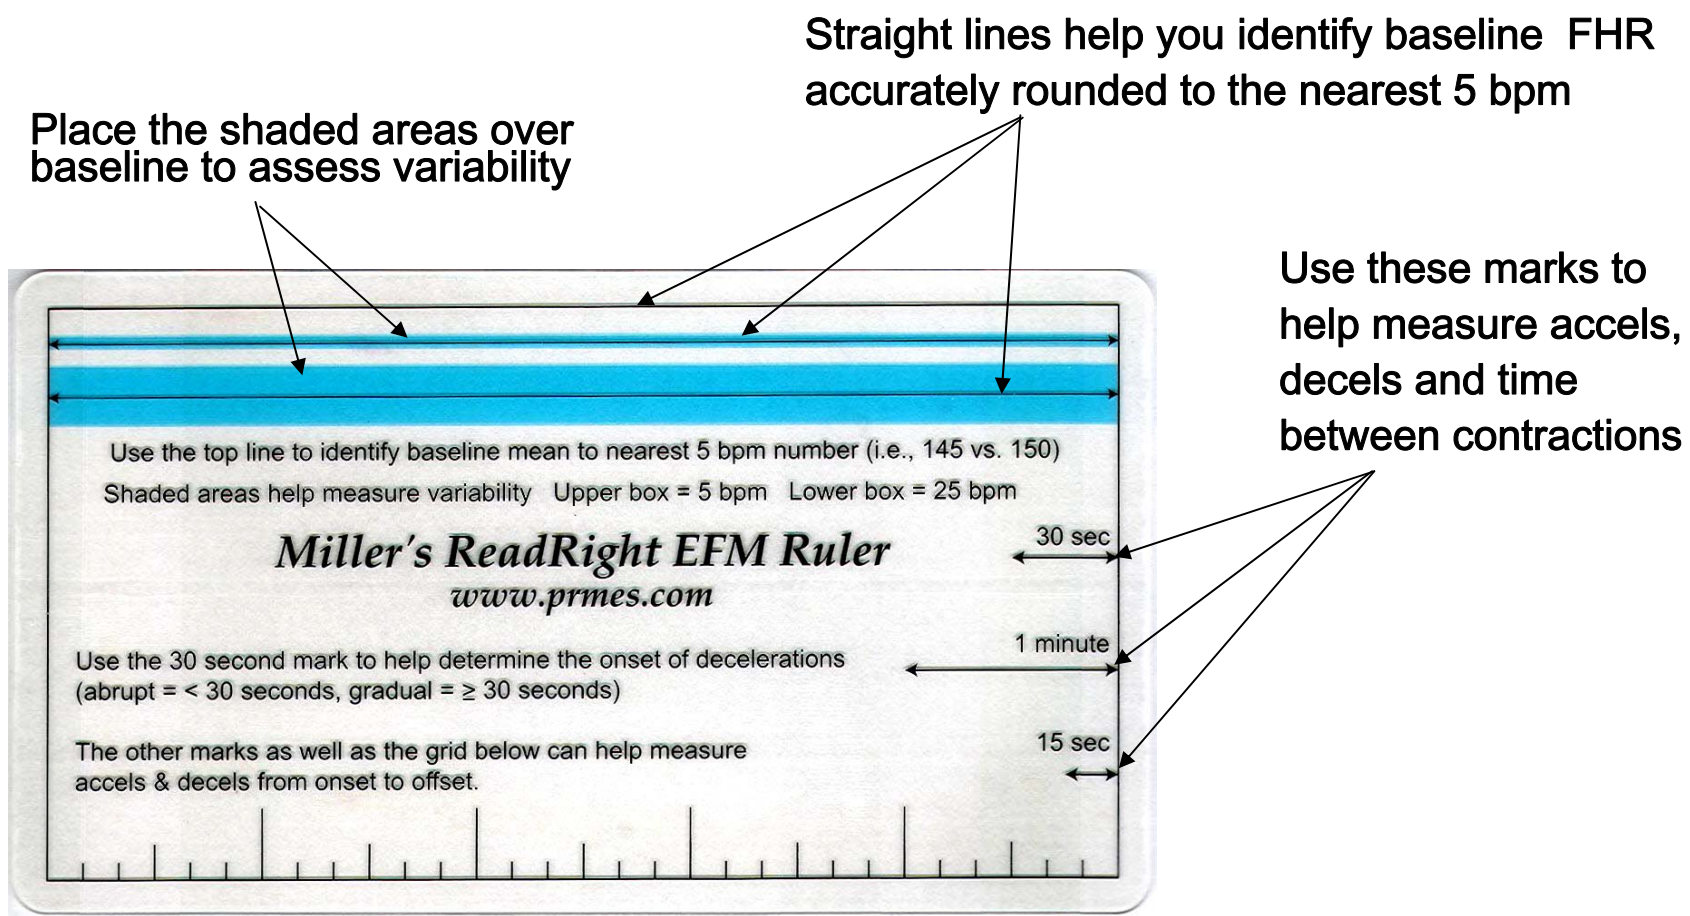 Straight lines help you identify baseline  FHR
accurately rounded to the nearest 5 bpm
Place the shaded areas over
baseline to assess variability
Use these marks to
help measure accels,
decels and time
between contractions
Use the top line to identify baseline mean to nearest 5 bpm number (i.e., 145 vs. 150)
Shaded areas help measure variability   Upper box = 5 bpm   Lower box = 25 bpm
30 sec
Miller's ReadRight EFM Ruler
www.prmes.com
1 minute
Use the 30 second mark to help determine the onset of decelerations
(abrupt = < 30 seconds, gradual = ≥ 30 seconds)
15 sec
The other marks as well as the grid below can help measure
accels & decels from onset to offset.